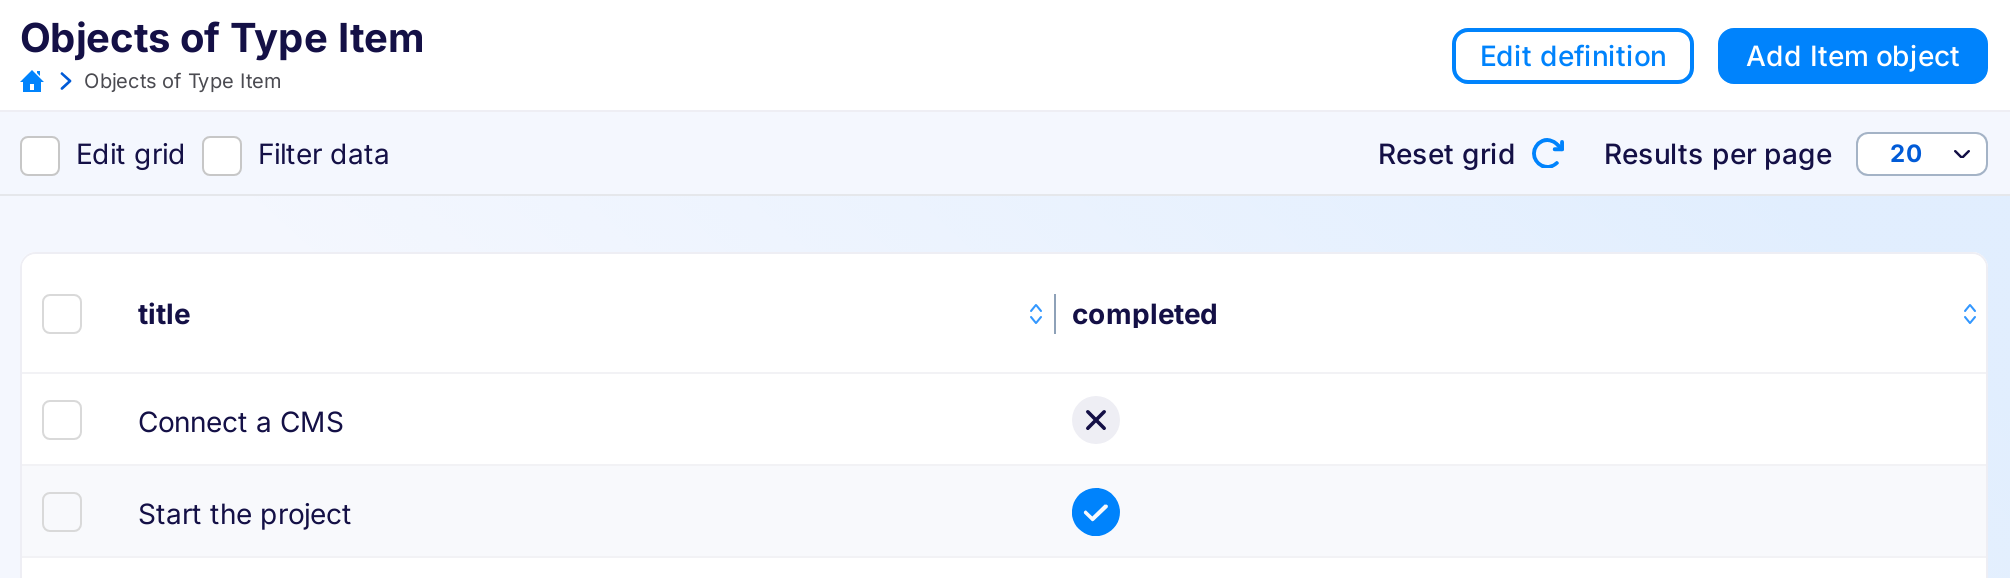 Objects of Type Item
Edit definition
Add Item object
Objects of Type Item
Edit grid
Filter data
Reset grid
Results per page
20
title
completed
Connect a CMS
Start the project